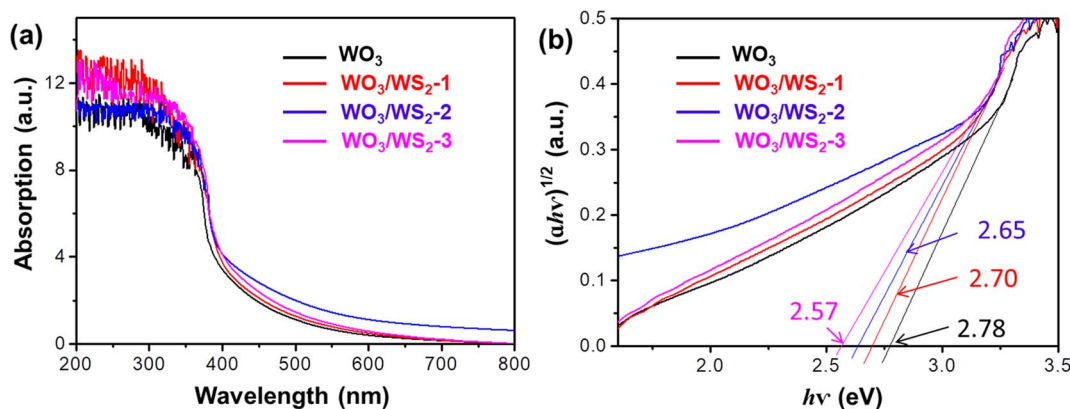 (a)
WO₃
WO₃/WS₂-1
WO₃/WS₂-2
WO₃/WS₂-3
Absorption (a.u.)
12
8
4
0
200 300 400 500 600 700 800
Wavelength (nm)
(b)
WO₃
WO₃/WS₂-1
WO₃/WS₂-2
WO₃/WS₂-3
(αhν)^1/2 (a.u.)
0.5
0.4
0.3
0.2
0.1
0.0
2.65
2.70
2.57
2.78
2.0 2.5 3.0 3.5
hν (eV)